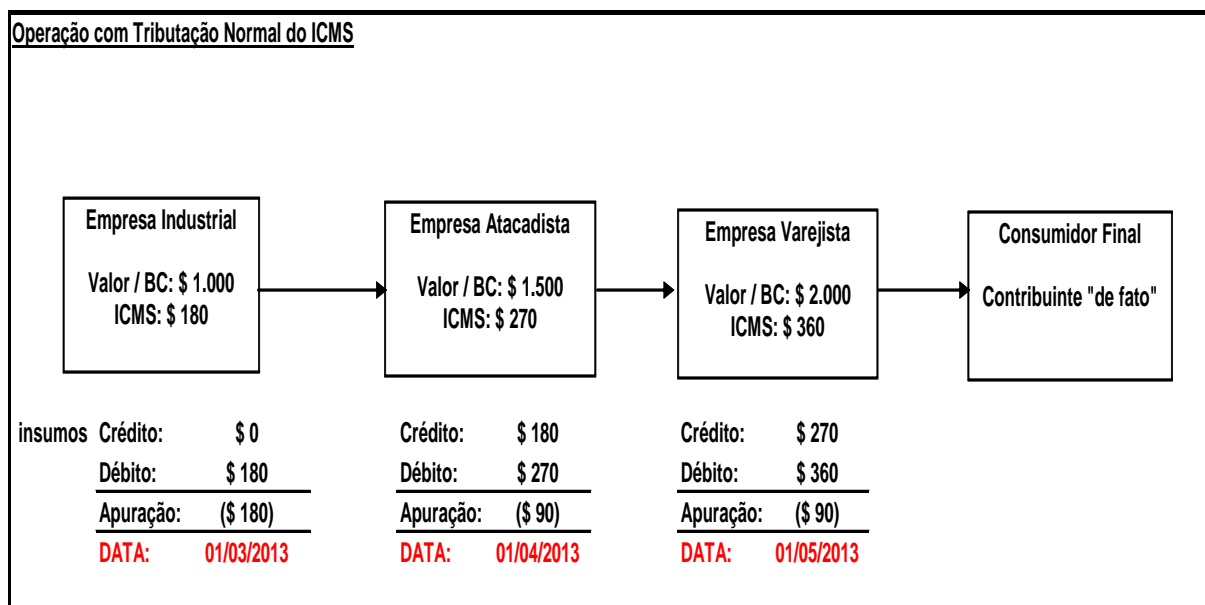 Operação com Tributação Normal do ICMS
Empresa Industrial
Valor / BC: $ 1.000
ICMS: $ 180
Empresa Atacadista
Valor / BC: $ 1.500
ICMS: $ 270
Empresa Varejista
Valor / BC: $ 2.000
ICMS: $ 360
Consumidor Final
Contribuinte "de fato"
insumos Crédito: $ 0
Débito: $ 180
Apuração: ($ 180)
DATA: 01/03/2013
Crédito: $ 180
Débito: $ 270
Apuração: ($ 90)
DATA: 01/04/2013
Crédito: $ 270
Débito: $ 360
Apuração: ($ 90)
DATA: 01/05/2013